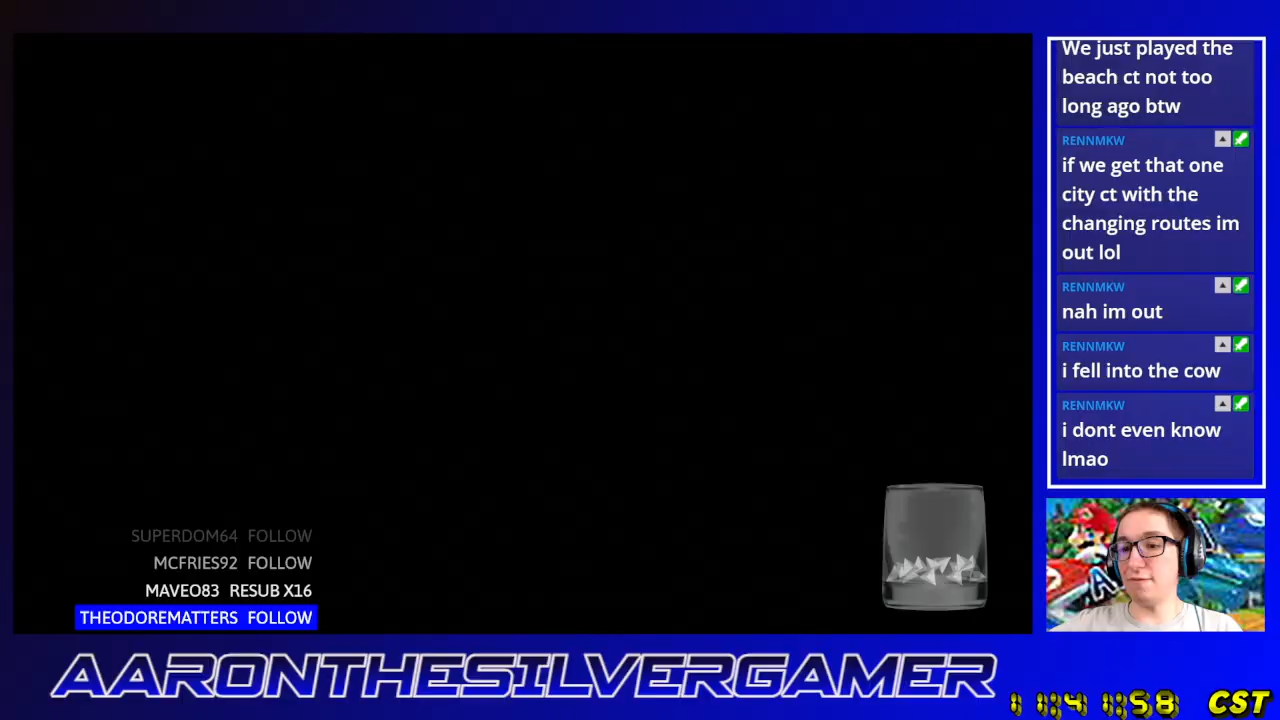 We just played the
beach ct not too
long ago btw
RENNMKW
if we get that one
city ct with the
changing routes im
out lol
RENNMKW
nah im out
RENNMKW
i fell into the cow
RENNMKW
i dont even know
lmao
SUPERDOM64 FOLLOW
MCFRIES92 FOLLOW
MAVEO83 RESUB X16
THEODOREMATTERS FOLLOW
AARONTHESILVERGAMER
CST